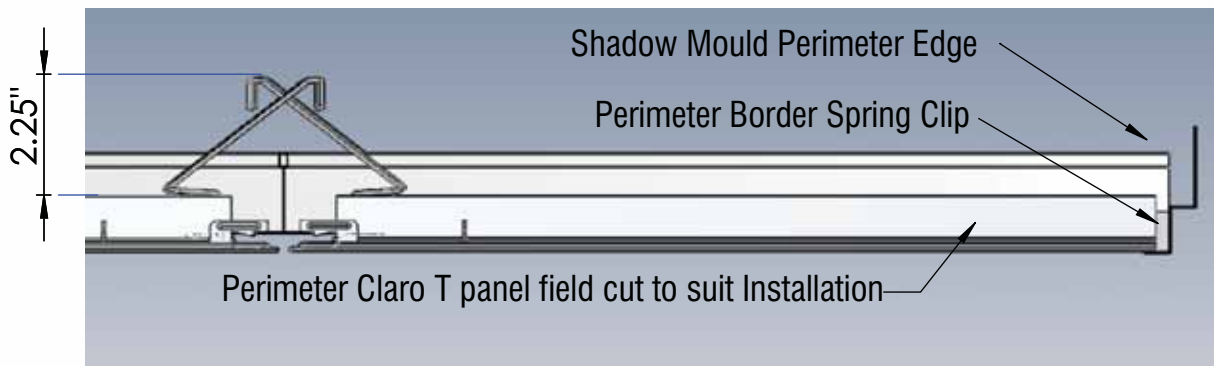 Shadow Mould Perimeter Edge
Perimeter Border Spring Clip
2.25"
Perimeter Claro T panel field cut to suit Installation